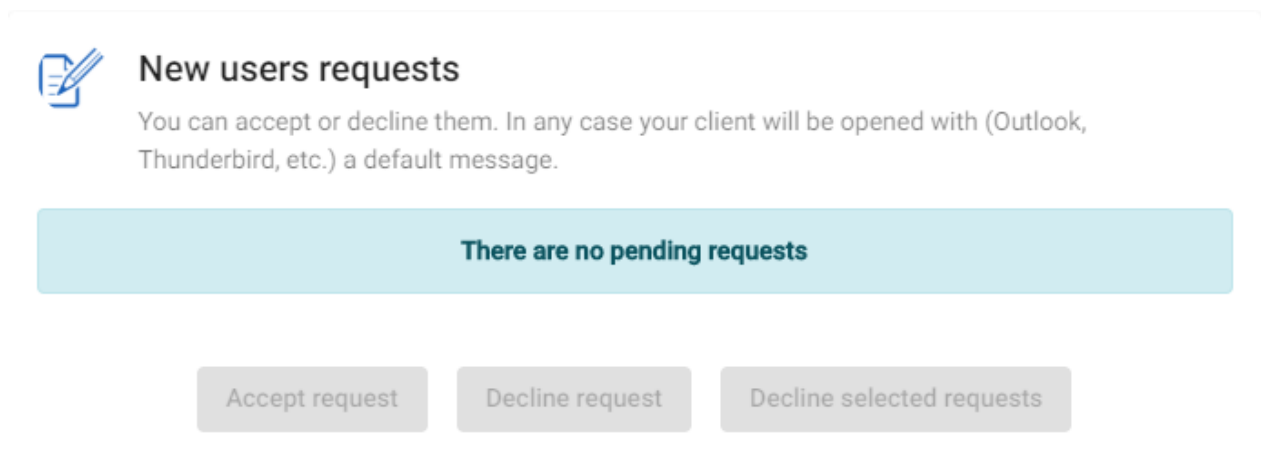 New users requests
You can accept or decline them. In any case your client will be opened with (Outlook,
Thunderbird, etc.) a default message.
There are no pending requests
Accept request
Decline request
Decline selected requests